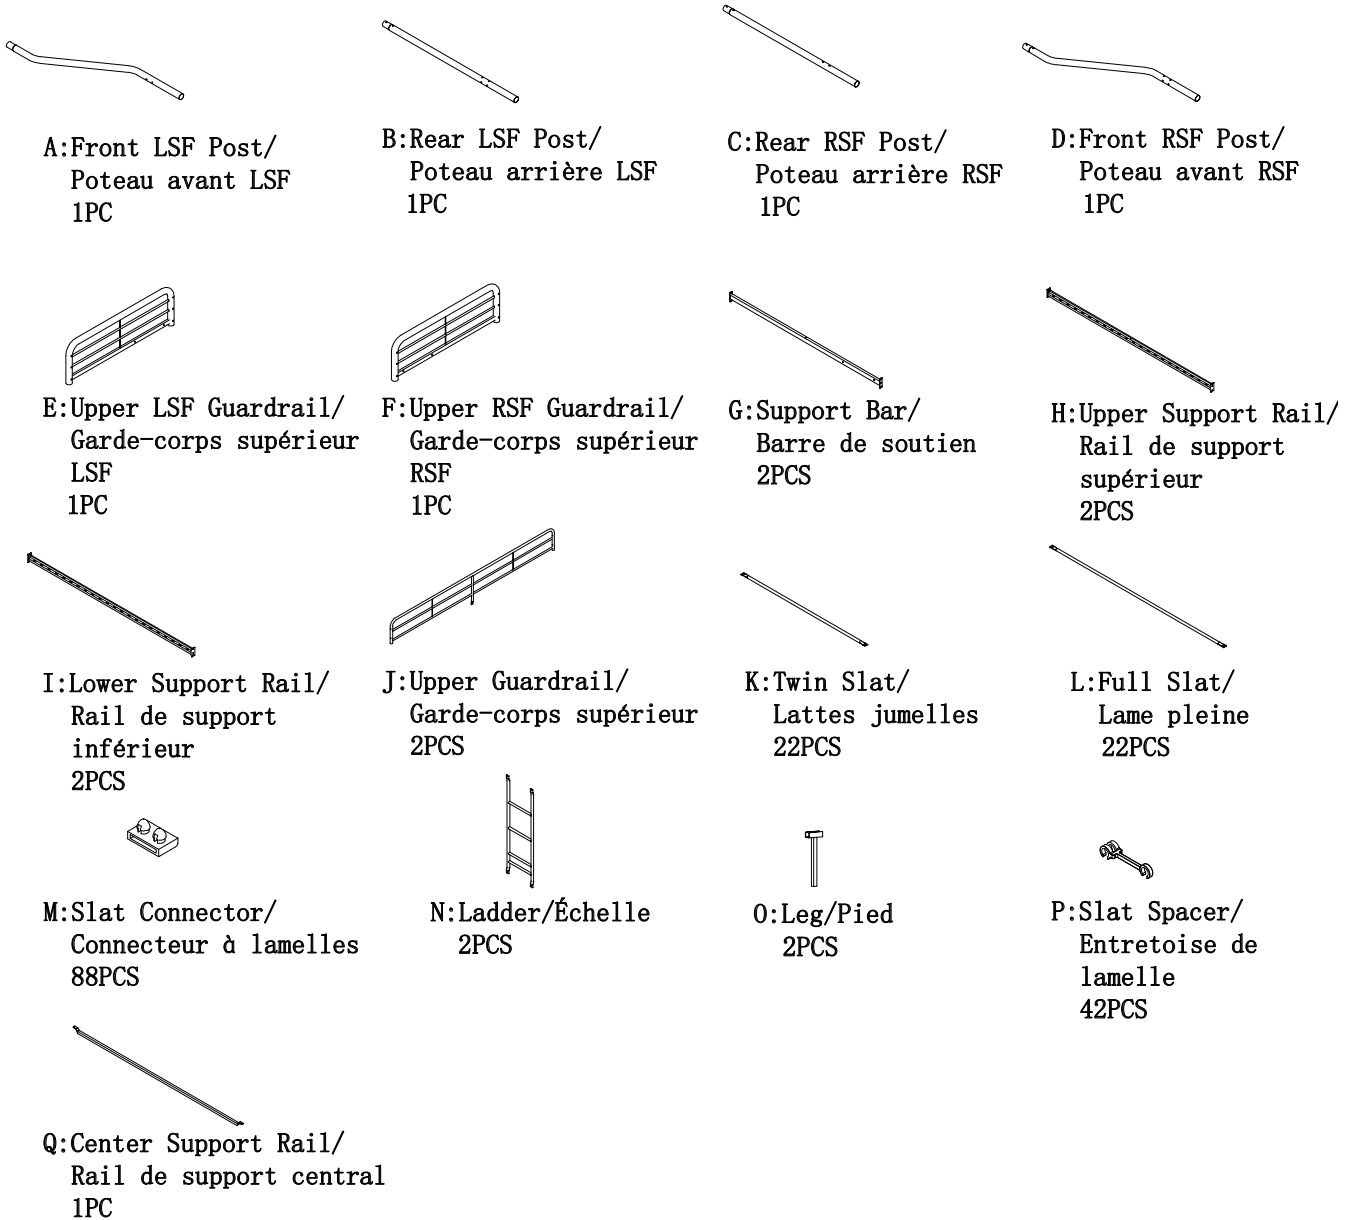 A:Front LSF Post/
Poteau avant LSF
1PC
B:Rear LSF Post/
Poteau arrière LSF
1PC
C:Rear RSF Post/
Poteau arrière RSF
1PC
D:Front RSF Post/
Poteau avant RSF
1PC
E:Upper LSF Guardrail/
Garde-corps supérieur
LSF
1PC
F:Upper RSF Guardrail/
Garde-corps supérieur
RSF
1PC
G:Support Bar/
Barre de soutien
2PCS
H:Upper Support Rail/
Rail de support
supérieur
2PCS
I:Lower Support Rail/
Rail de support
inférieur
2PCS
J:Upper Guardrail/
Garde-corps supérieur
2PCS
K:Twin Slat/
Lattes jumelles
22PCS
L:Full Slat/
Lame pleine
22PCS
M:Slat Connector/
Connecteur à lamelles
88PCS
N:Ladder/Échelle
2PCS
O:Leg/Pied
2PCS
P:Slat Spacer/
Entretoise de
lamelle
42PCS
Q:Center Support Rail/
Rail de support central
1PC